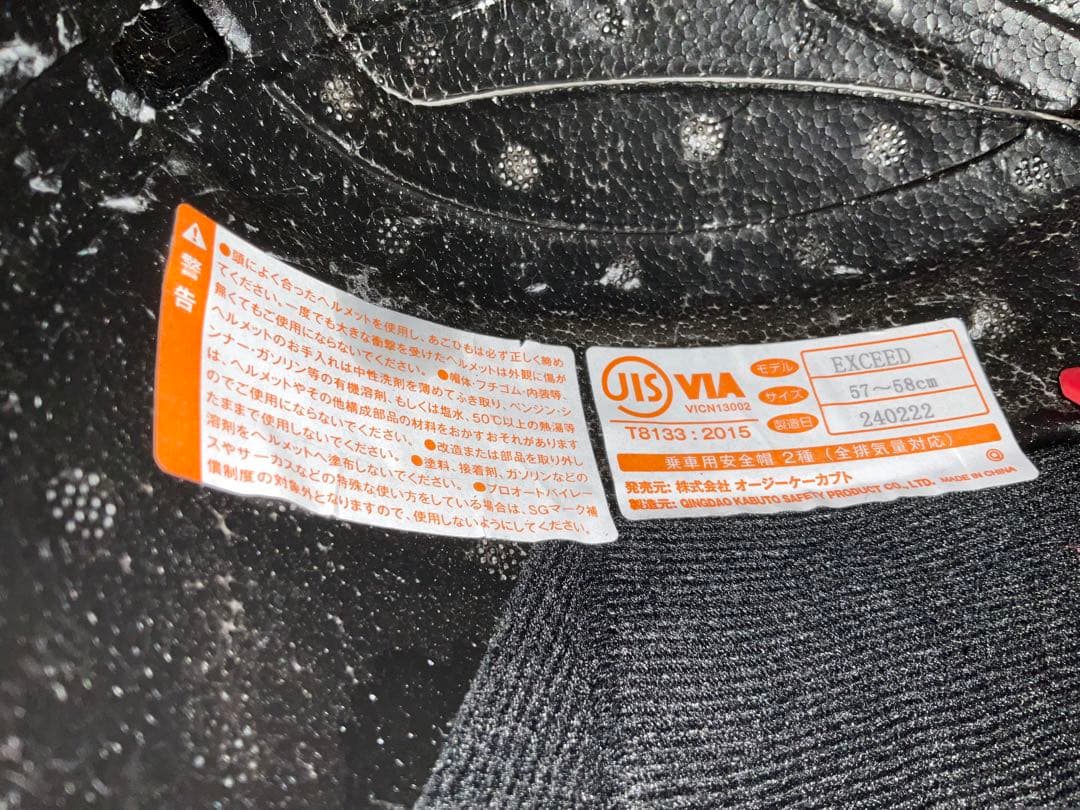 警告
●頭によく合ったヘルメットを使用し、あごひもは必ず正しく締め
てください。一度でも大きな衝撃を受けたヘルメットは外観に傷が
無くてもご使用にならないでください。●帽体・フチゴム・内装等、
ヘルメットのお手入れは中性洗剤を薄めてふき取り、ベンジン・シ
ンナー・ガソリン等の有機溶剤、もしくは塩水、50℃以上の熱湯等
は、ヘルメットやその他構成部品の材料をおかすおそれがあります
のでご使用にならないでください。●改造または部品を取り外し
たままで使用しないでください。●塗料、接着剤、ガソリンなどの
溶剤をヘルメットへ塗布しないでください。●プロオートバイレー
スやサーカスなどの特殊な使い方をしている場合は、SGマーク補
償制度の対象外となりますので、使用しないようにしてください。
JIS VIA
VICN13002
T8133:2015
モデル EXCEED
サイズ 57~58cm
製造日 240222
乗車用安全帽 2種(全排気量対応)
発売元: 株式会社 オージーケーカブト
製造元: QINGDAO KABUTO SAFETY PRODUCT CO., LTD. MADE IN CHINA